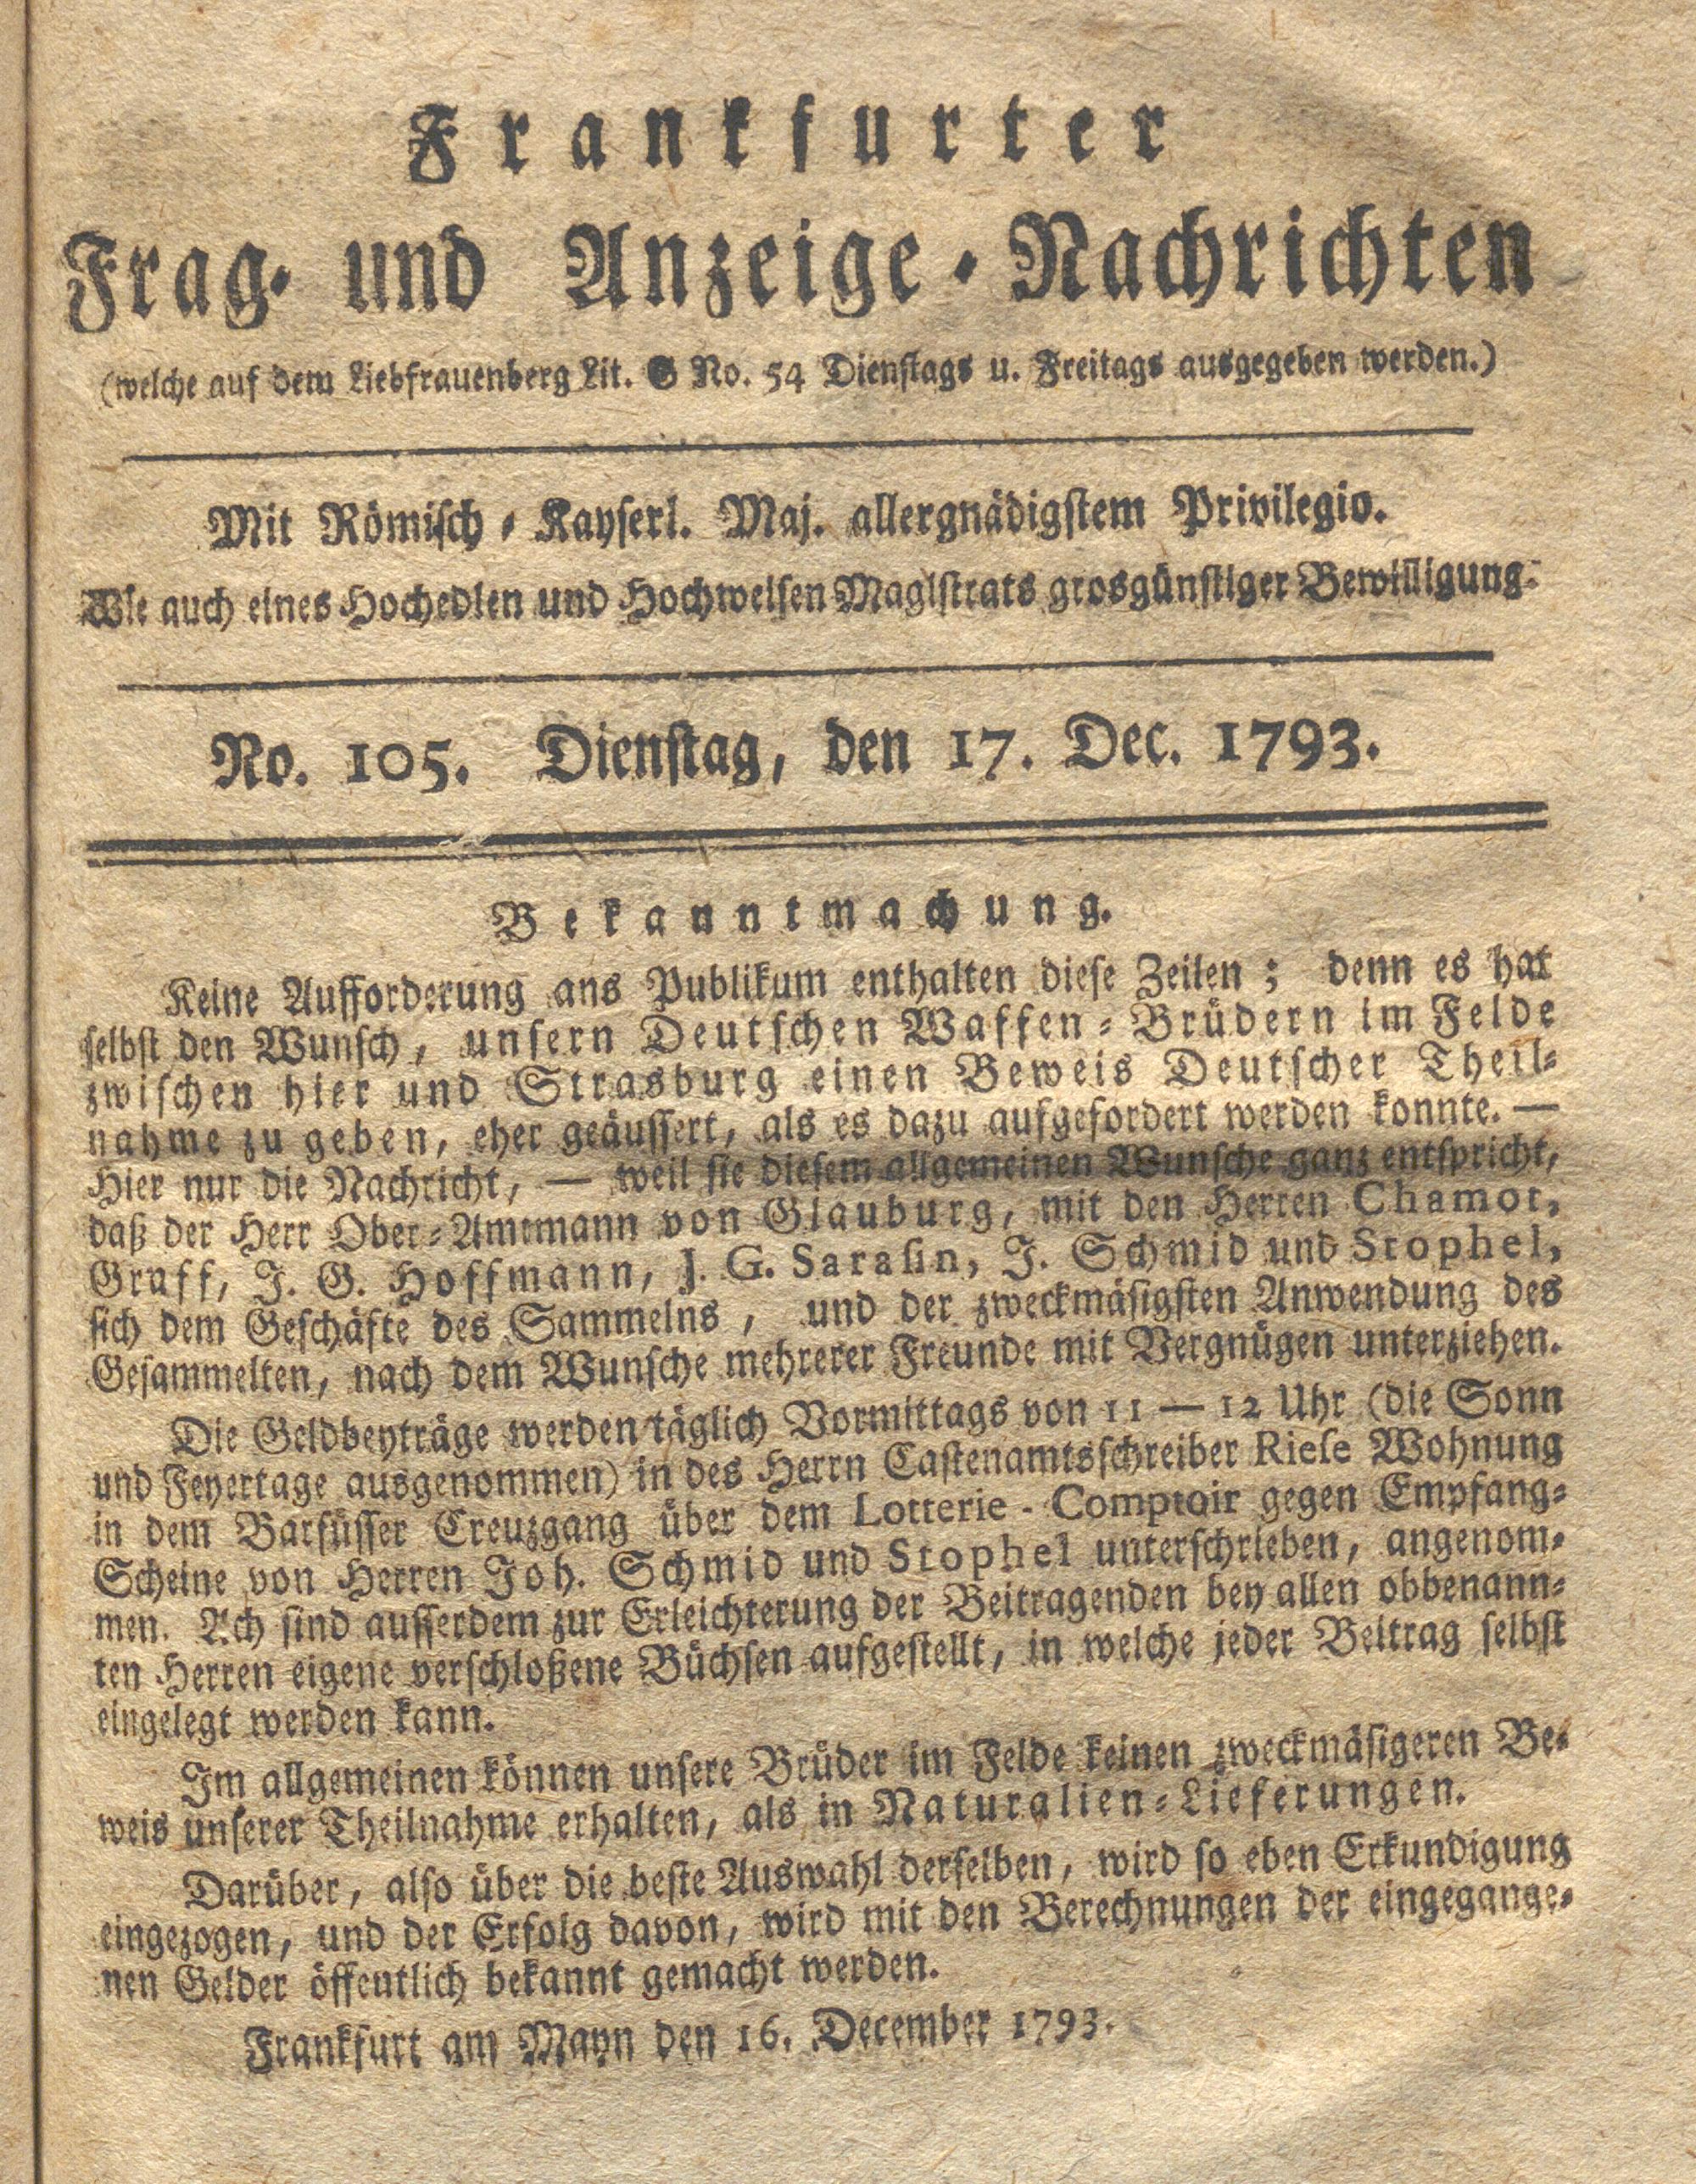 Frankfurter
Frag- und Anzeige-Nachrichten
(welche auf dem Liebfrauenberg Lit. G No. 54 Dienstags u. Freitags ausgegeben werden.)
Mit Römisch-Kayserl. Maj. allergnädigstem Privilegio.
Wie auch eines Hochedlen und Hochweisen Magistrats grosgünstiger Bewilligung.
No. 105. Dienstag, den 17. Dec. 1793.
Bekanntmachung.
Keine Aufforderung ans Publikum enthalten diese Zeilen; denn es hat
selbst den Wunsch, unsern Deutschen Waffen-Brüdern im Felde
zwischen hier und Strasburg einen Beweis Deutscher Theil-
nahme zu geben, eher geäussert, als es dazu aufgefordert werden konnte. —
Hier nur die Nachricht, — weil sie diesem allgemeinen Wunsche ganz entspricht,
daß der Herr Ober-Amtmann von Glauburg, mit den Herren Chamot,
Graff, J. G. Hoffmann, J. G. Sarasin, J. Schmid und Stophel,
sich dem Geschäfte des Sammelns, und der zweckmäsigsten Anwendung des
Gesammelten, nach dem Wunsche mehrerer Freunde mit Vergnügen unterziehen.
Die Geldbeyträge werden täglich Vormittags von 11 — 12 Uhr (die Sonn
und Feyertage ausgenommen) in des Herrn Castenamtsschreiber Riese Wohnung
in dem Barfüsser Creuzgang über dem Lotterie-Comptoir gegen Empfang-
Scheine von Herren Joh. Schmid und Stophel unterschrieben, angenom-
men. Ach sind ausserdem zur Erleichterung der Beitragenden bey allen obbenann-
ten Herren eigene verschloßene Büchsen aufgestellt, in welche jeder Beitrag selbst
eingelegt werden kann.
Im allgemeinen können unsere Brüder im Felde keinen zweckmäsigeren Be-
weis unserer Theilnahme erhalten, als in Naturalien-Lieferungen.
Darüber, also über die beste Auswahl derselben, wird so eben Erkundigung
eingezogen, und der Erfolg davon, wird mit den Berechnungen der eingegange-
nen Gelder öffentlich bekannt gemacht werden.
Frankfurt am Mayn den 16. December 1793.